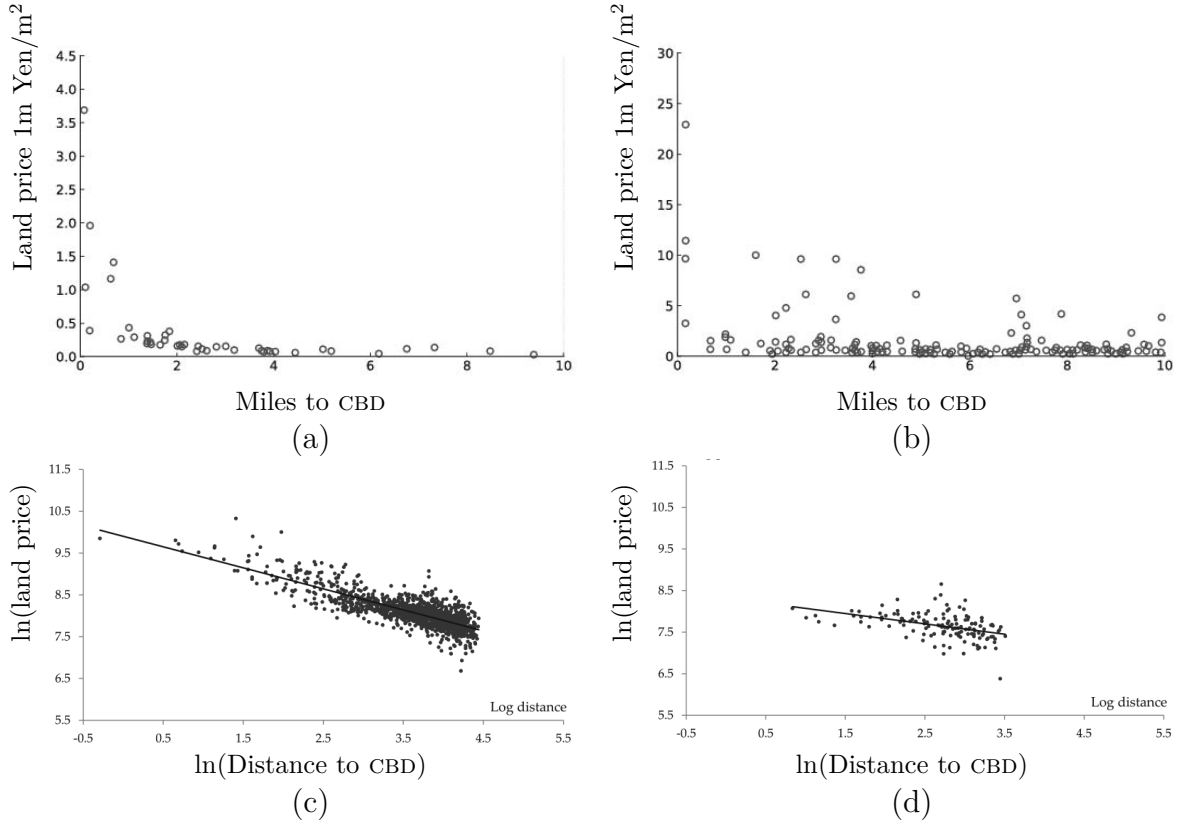 Land price 1m Yen/m²
4.5
4.0
3.5
3.0
2.5
2.0
1.5
1.0
0.5
0.0
0 2 4 6 8 10
Miles to CBD
(a)
Land price 1m Yen/m²
30
25
20
15
10
5
0
0 2 4 6 8 10
Miles to CBD
(b)
ln(land price)
11.5
10.5
9.5
8.5
7.5
6.5
5.5
Log distance
-0.5 0.5 1.5 2.5 3.5 4.5 5.5
ln(Distance to CBD)
(c)
ln(land price)
11.5
10.5
9.5
8.5
7.5
6.5
5.5
Log distance
-0.5 0.5 1.5 2.5 3.5 4.5 5.5
ln(Distance to CBD)
(d)